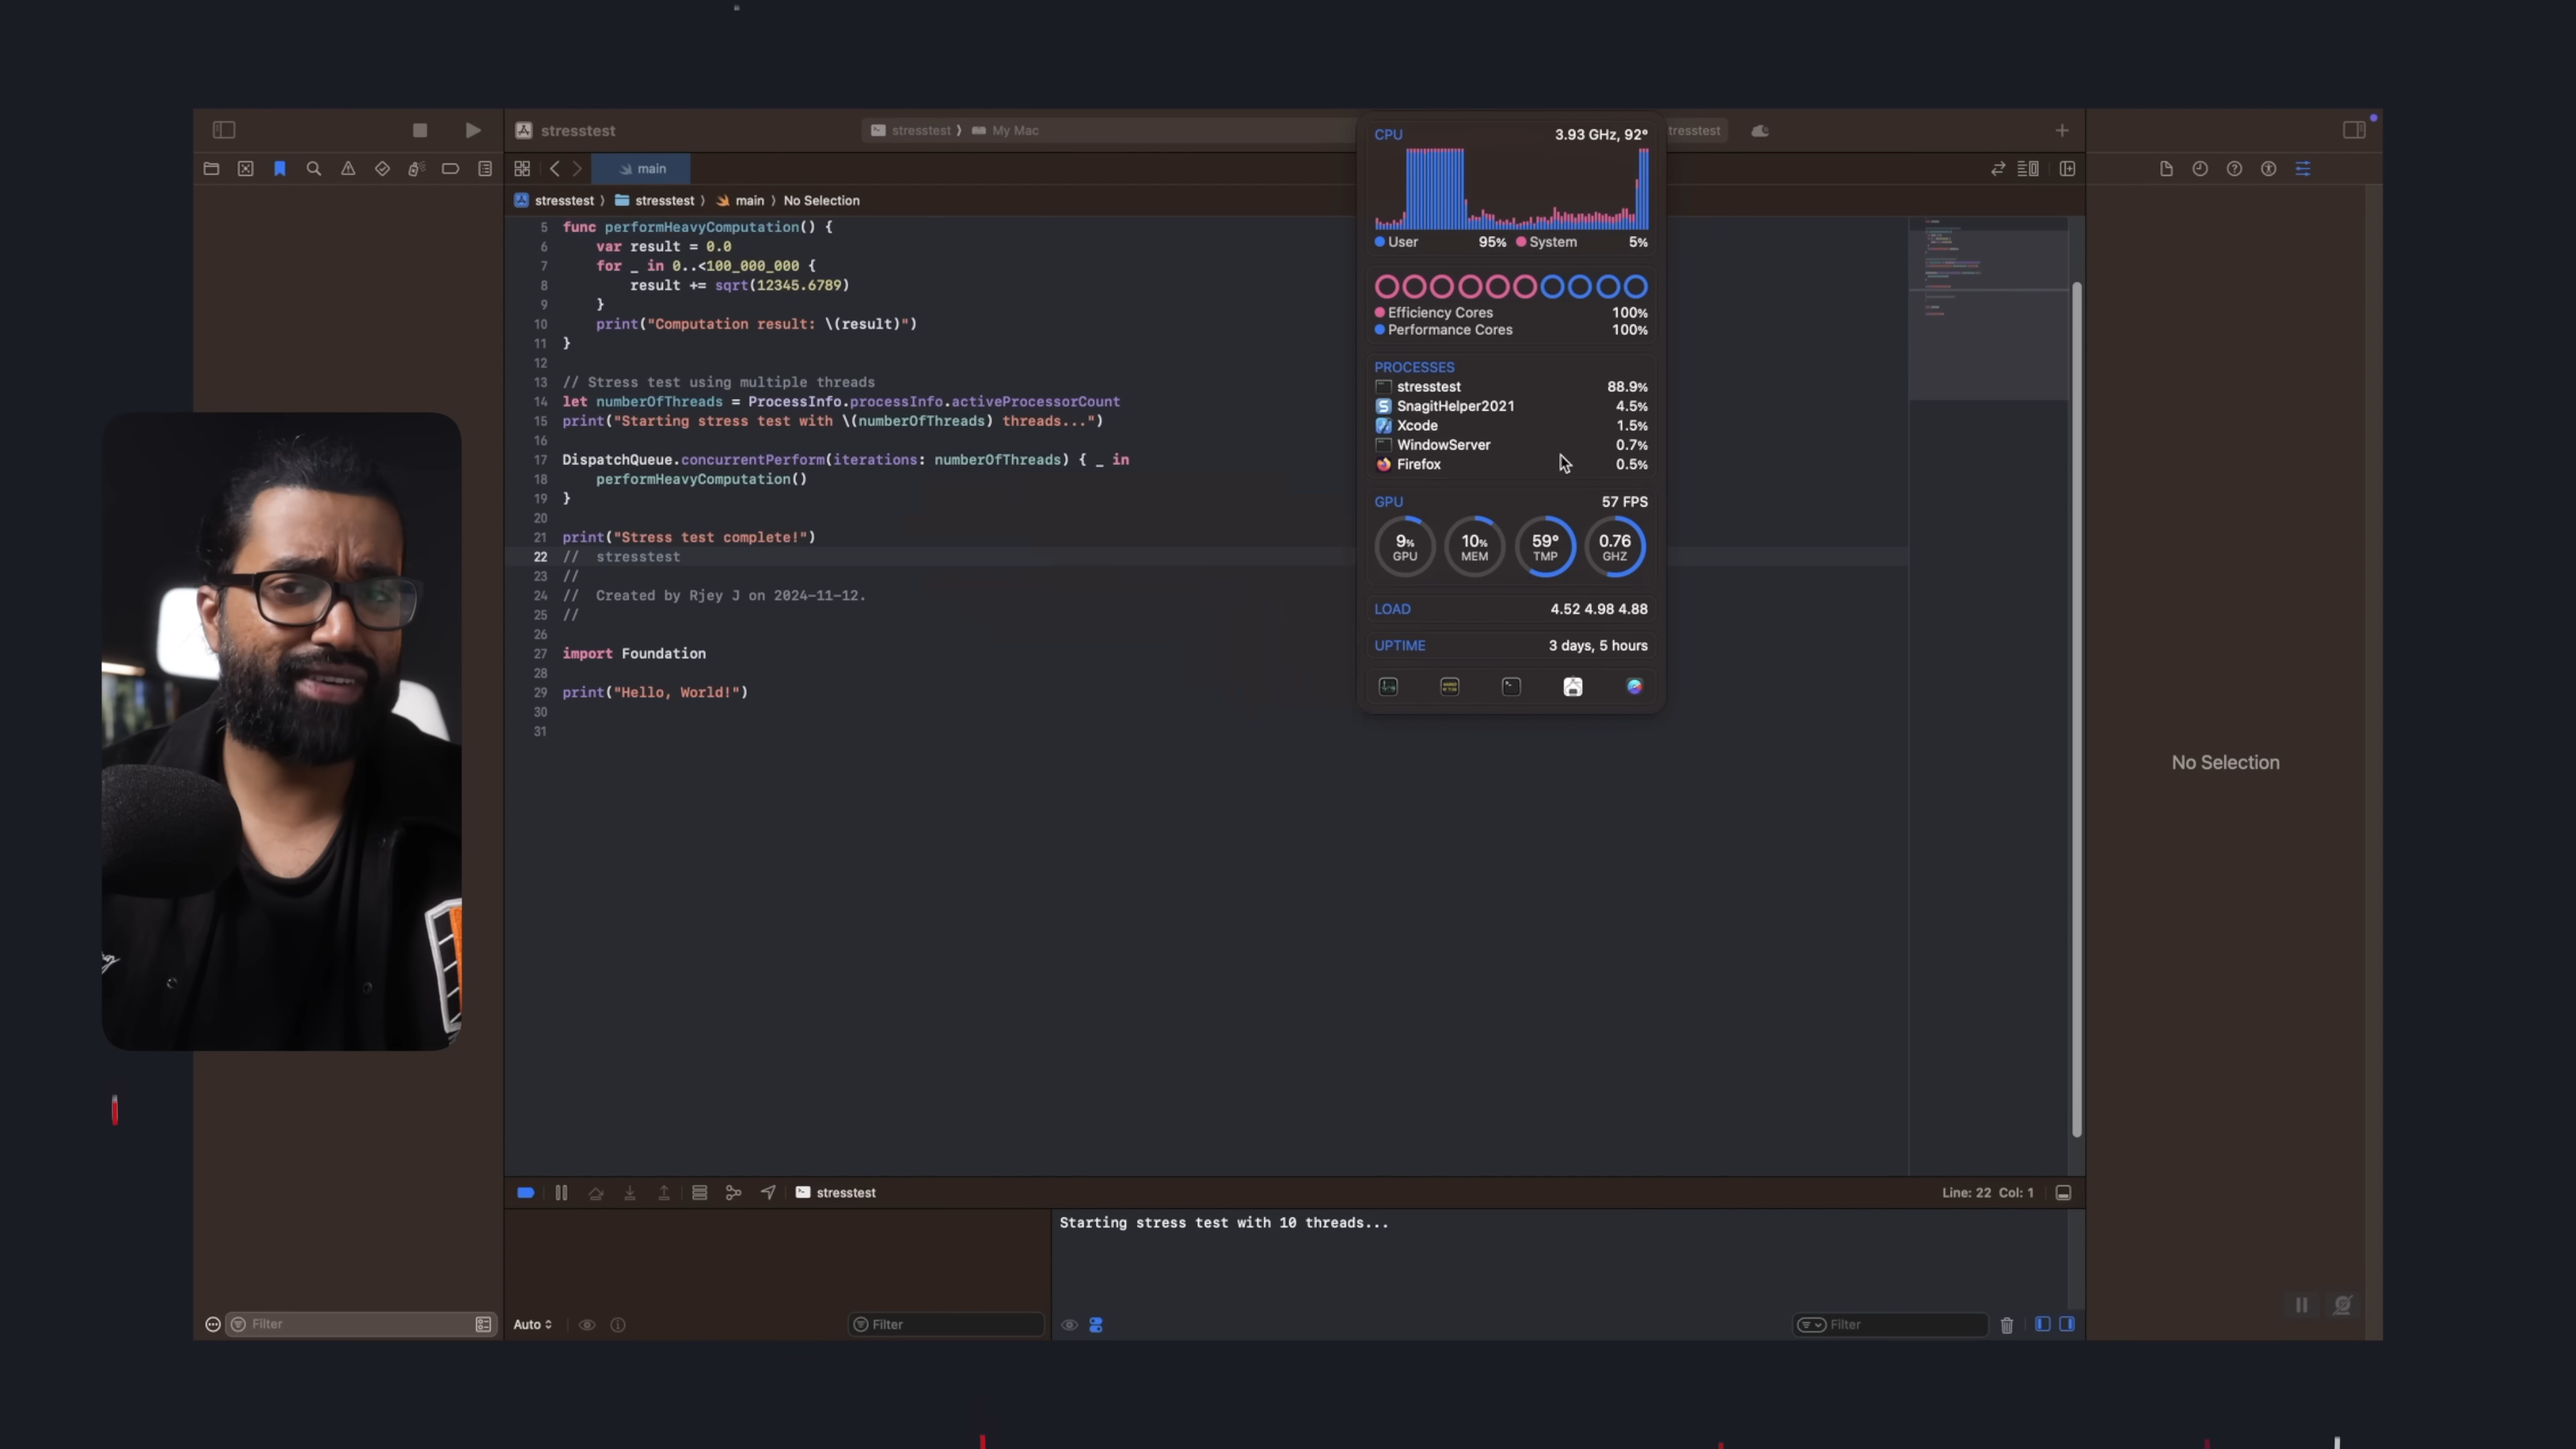 stresstest
stresstest ⟩ My Mac
tresstest
main
stresstest ⟩ stresstest ⟩ main ⟩ No Selection
5 func performHeavyComputation() {
6 var result = 0.0
7 for _ in 0..<100_000_000 {
8 result += sqrt(12345.6789)
9 }
10 print("Computation result: \(result)")
11 }
12
13 // Stress test using multiple threads
14 let numberOfThreads = ProcessInfo.processInfo.activeProcessorCount
15 print("Starting stress test with \(numberOfThreads) threads...")
16
17 DispatchQueue.concurrentPerform(iterations: numberOfThreads) { _ in
18 performHeavyComputation()
19 }
20
21 print("Stress test complete!")
22 // stresstest
23 //
24 // Created by Rjey J on 2024-11-12.
25 //
26
27 import Foundation
28
29 print("Hello, World!")
30
31
CPU 3.93 GHz, 92°
User 95% System 5%
Efficiency Cores 100%
Performance Cores 100%
PROCESSES
stresstest 88.9%
SnagitHelper2021 4.5%
Xcode 1.5%
WindowServer 0.7%
Firefox 0.5%
GPU 57 FPS
9% GPU
10% MEM
59° TMP
0.76 GHZ
LOAD 4.52 4.98 4.88
UPTIME 3 days, 5 hours
No Selection
stresstest
Line: 22 Col: 1
Starting stress test with 10 threads...
Filter
Auto
Filter
Filter